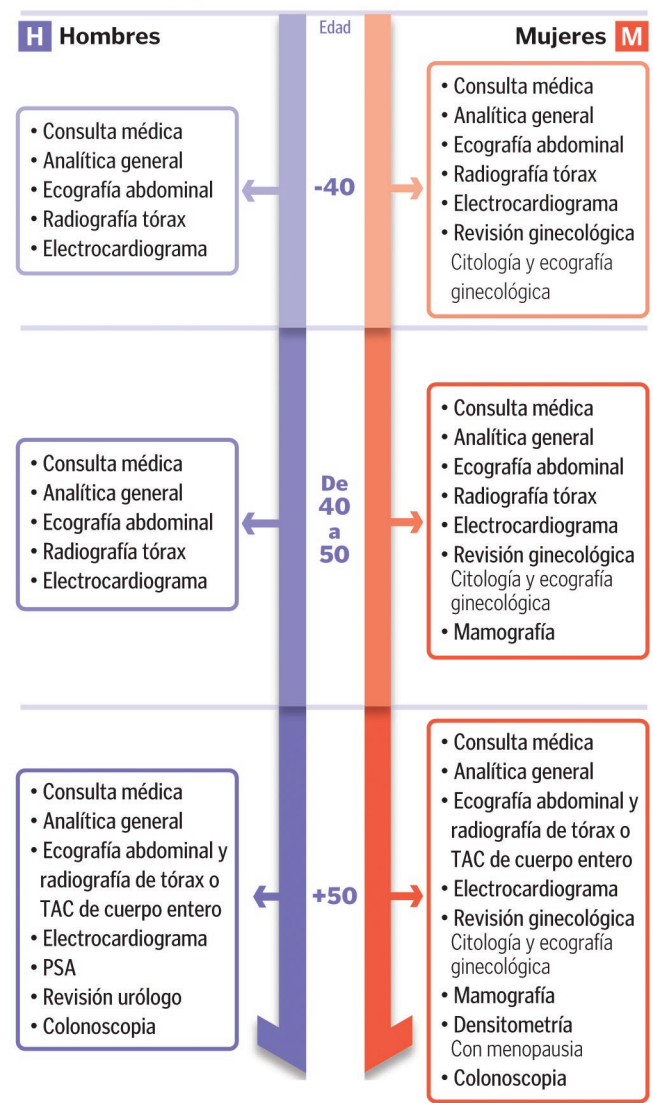 H Hombres
Edad
Mujeres M
• Consulta médica
• Analítica general
• Ecografía abdominal
• Radiografía tórax
• Electrocardiograma
-40
• Consulta médica
• Analítica general
• Ecografía abdominal
• Radiografía tórax
• Electrocardiograma
• Revisión ginecológica
Citología y ecografía
ginecológica
• Consulta médica
• Analítica general
• Ecografía abdominal
• Radiografía tórax
• Electrocardiograma
De
40
a
50
• Consulta médica
• Analítica general
• Ecografía abdominal
• Radiografía tórax
• Electrocardiograma
• Revisión ginecológica
Citología y ecografía
ginecológica
• Mamografía
• Consulta médica
• Analítica general
• Ecografía abdominal y
radiografía de tórax o
TAC de cuerpo entero
• Electrocardiograma
• PSA
• Revisión urólogo
• Colonoscopia
+50
• Consulta médica
• Analítica general
• Ecografía abdominal y
radiografía de tórax o
TAC de cuerpo entero
• Electrocardiograma
• Revisión ginecológica
Citología y ecografía
ginecológica
• Mamografía
• Densitometría
Con menopausia
• Colonoscopia